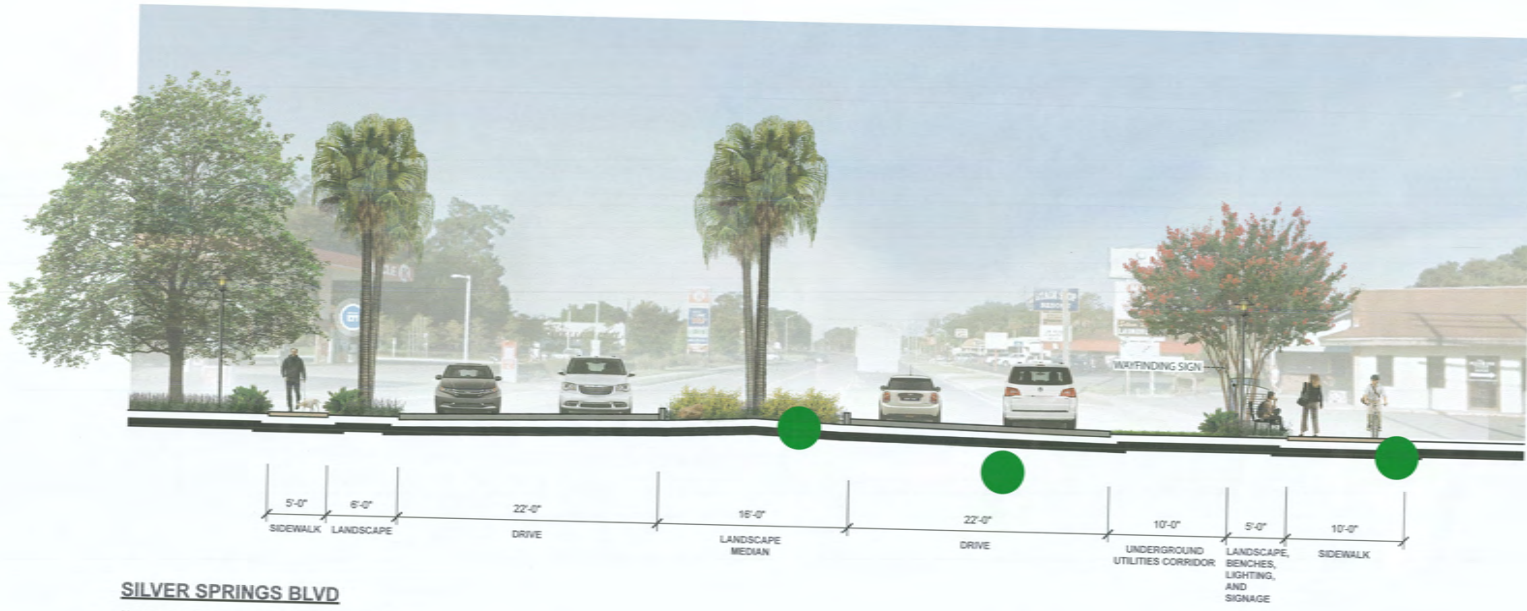 WAYFINDING SIGN
5'-0"
6'-0"
22'-0"
16'-0"
22'-0"
10'-0"
5'-0"
10'-0"
SIDEWALK
LANDSCAPE
DRIVE
LANDSCAPE
MEDIAN
DRIVE
UNDERGROUND
UTILITIES CORRIDOR
LANDSCAPE,
BENCHES,
LIGHTING,
AND
SIGNAGE
SIDEWALK
SILVER SPRINGS BLVD